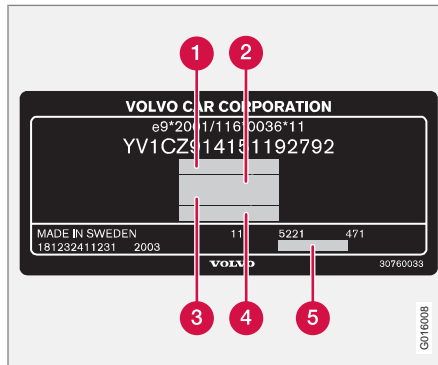 1 2
VOLVO CAR CORPORATION
e9*2001/116*0036*11
YV1CZ914151192792
MADE IN SWEDEN 11 5221 471
181232411231 2003
VOLVO 30760033
3 4 5
G016008